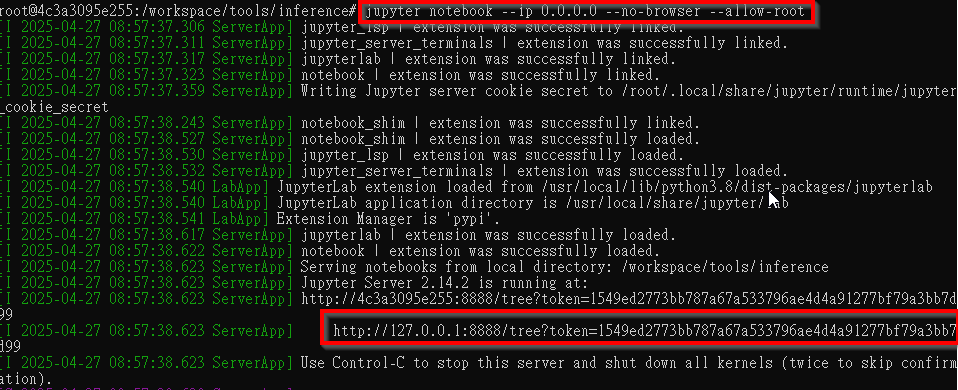 root@4c3a3095e255:/workspace/tools/inference# jupyter notebook --ip 0.0.0.0 --no-browser --allow-root
[I 2025-04-27 08:57:37.306 ServerApp] jupyter_lsp | extension was successfully linked.
[I 2025-04-27 08:57:37.311 ServerApp] jupyter_server_terminals | extension was successfully linked.
[I 2025-04-27 08:57:37.317 ServerApp] jupyterlab | extension was successfully linked.
[I 2025-04-27 08:57:37.323 ServerApp] notebook | extension was successfully linked.
[I 2025-04-27 08:57:37.359 ServerApp] Writing Jupyter server cookie secret to /root/.local/share/jupyter/runtime/jupyter
_cookie_secret
[I 2025-04-27 08:57:38.243 ServerApp] notebook_shim | extension was successfully linked.
[I 2025-04-27 08:57:38.527 ServerApp] notebook_shim | extension was successfully loaded.
[I 2025-04-27 08:57:38.530 ServerApp] jupyter_lsp | extension was successfully loaded.
[I 2025-04-27 08:57:38.532 ServerApp] jupyter_server_terminals | extension was successfully loaded.
[I 2025-04-27 08:57:38.540 LabApp] JupyterLab extension loaded from /usr/local/lib/python3.8/dist-packages/jupyterlab
[I 2025-04-27 08:57:38.540 LabApp] JupyterLab application directory is /usr/local/share/jupyter/lab
[I 2025-04-27 08:57:38.541 LabApp] Extension Manager is 'pypi'.
[I 2025-04-27 08:57:38.617 ServerApp] jupyterlab | extension was successfully loaded.
[I 2025-04-27 08:57:38.622 ServerApp] notebook | extension was successfully loaded.
[I 2025-04-27 08:57:38.623 ServerApp] Serving notebooks from local directory: /workspace/tools/inference
[I 2025-04-27 08:57:38.623 ServerApp] Jupyter Server 2.14.2 is running at:
[I 2025-04-27 08:57:38.623 ServerApp] http://4c3a3095e255:8888/tree?token=1549ed2773bb787a67a533796ae4d4a91277bf79a3bb7d
99
[I 2025-04-27 08:57:38.623 ServerApp] http://127.0.0.1:8888/tree?token=1549ed2773bb787a67a533796ae4d4a91277bf79a3bb7
d99
[I 2025-04-27 08:57:38.623 ServerApp] Use Control-C to stop this server and shut down all kernels (twice to skip confirm
ation).